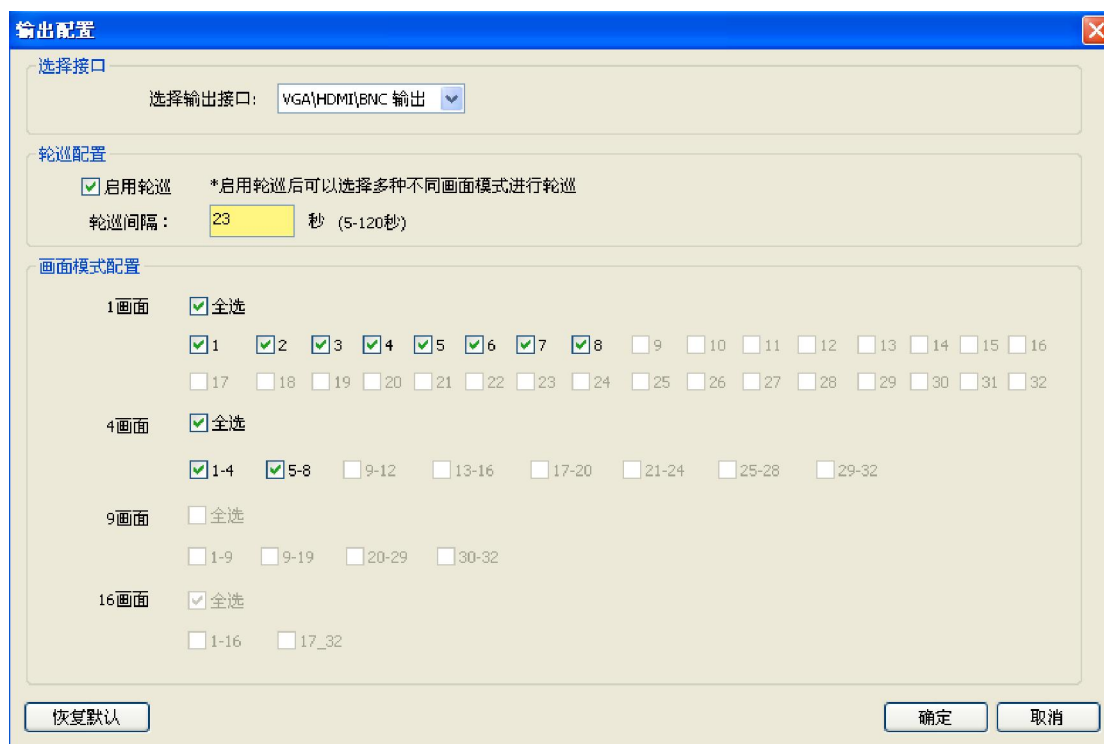 输出配置
选择接口
选择输出接口: VGA\HDMI\BNC 输出
轮巡配置
启用轮巡 *启用轮巡后可以选择多种不同画面模式进行轮巡
轮巡间隔: 23 秒 (5-120秒)
画面模式配置
1画面 全选
1 2 3 4 5 6 7 8 9 10 11 12 13 14 15 16
17 18 19 20 21 22 23 24 25 26 27 28 29 30 31 32
4画面 全选
1-4 5-8 9-12 13-16 17-20 21-24 25-28 29-32
9画面 全选
1-9 9-19 20-29 30-32
16画面 全选
1-16 17_32
恢复默认 确定 取消